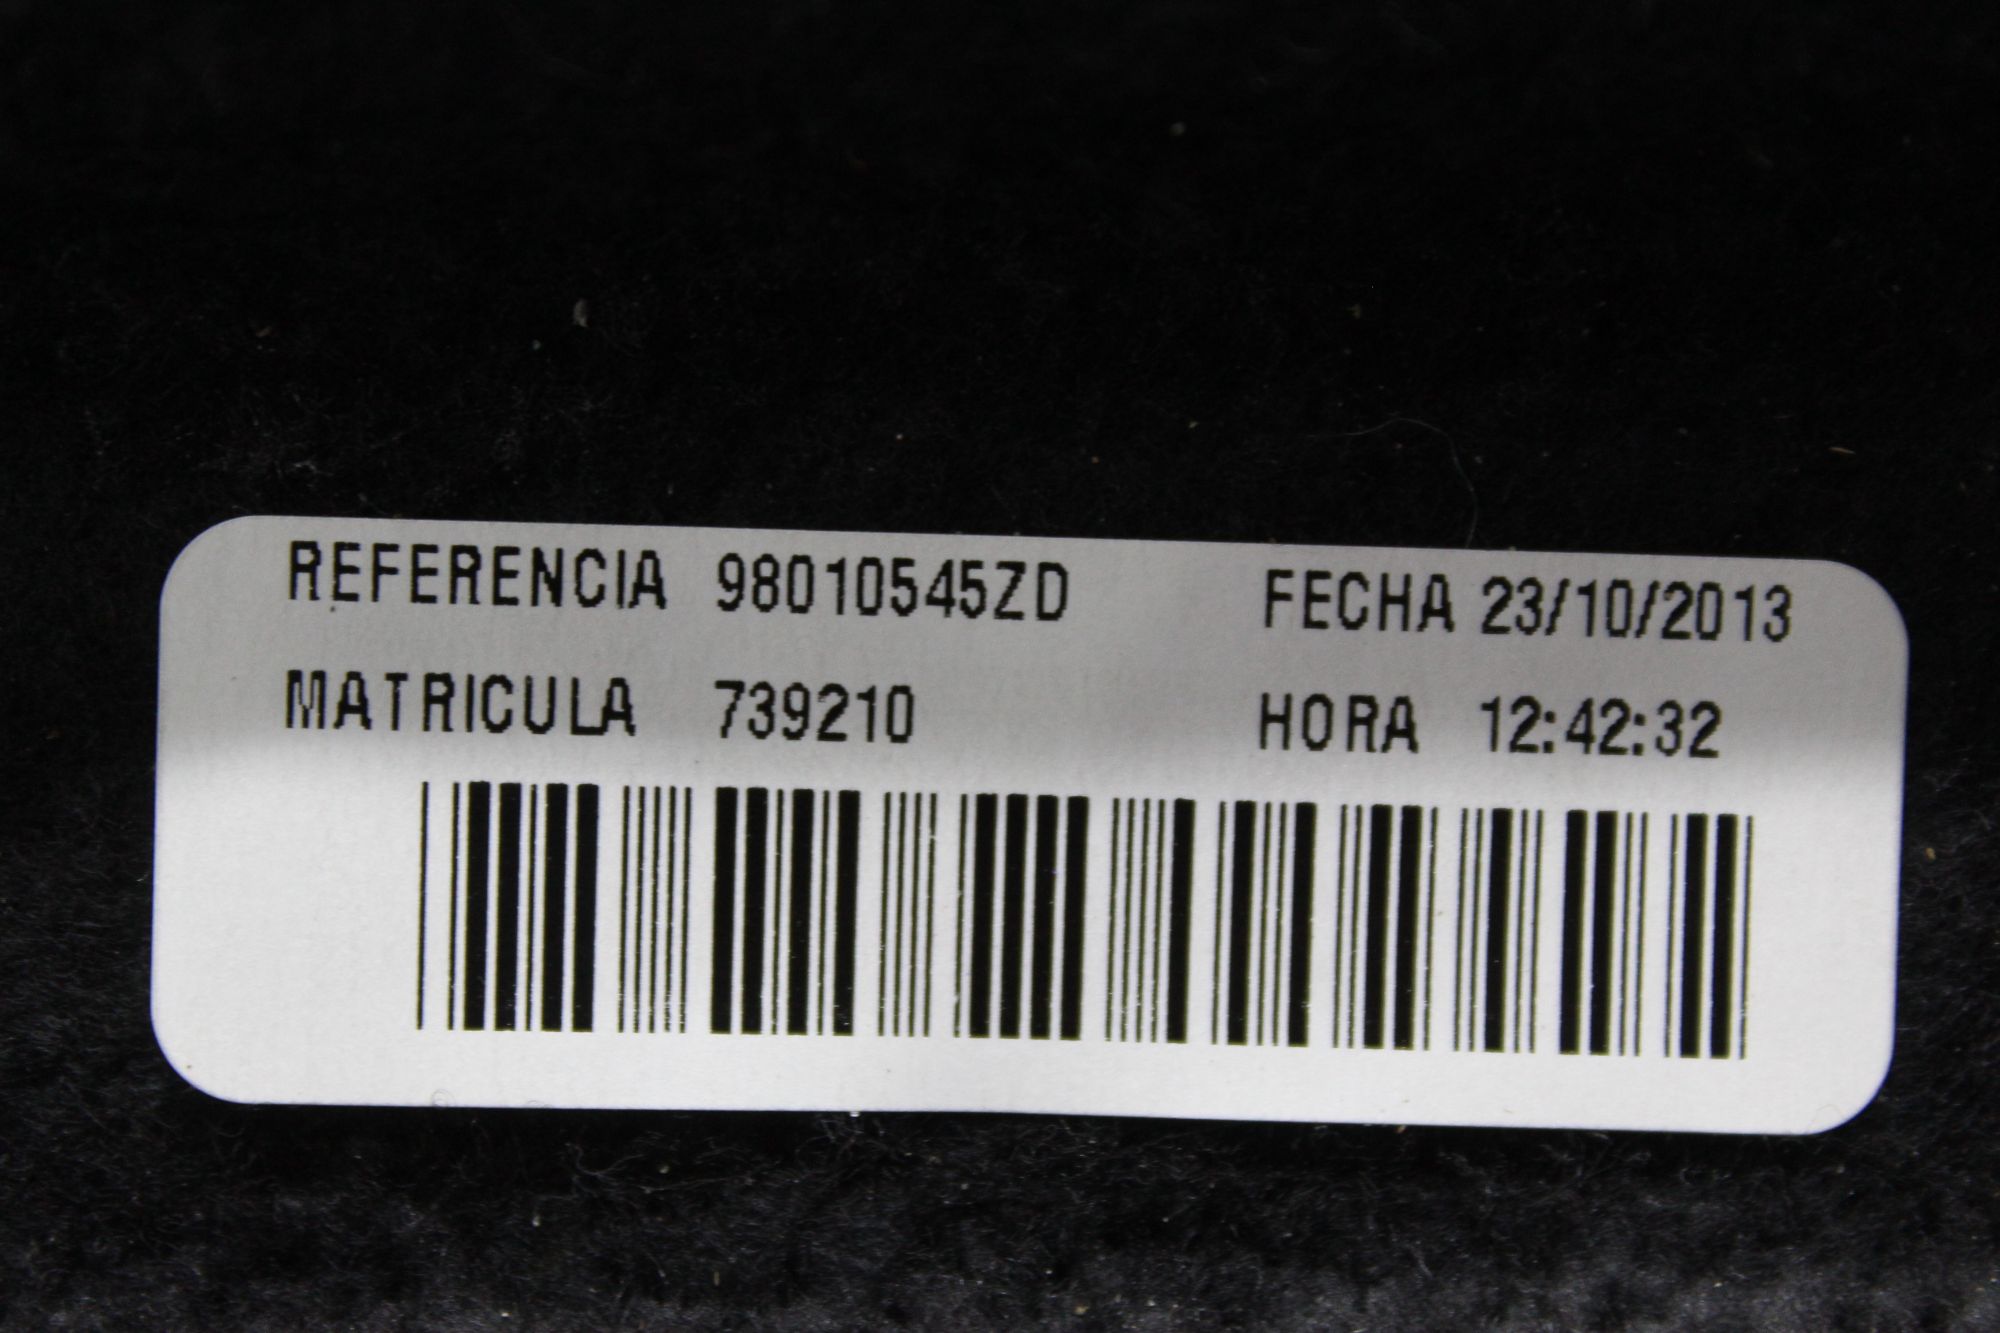 REFERENCIA 98010545ZD FECHA 23/10/2013
MATRICULA 739210 HORA 12:42:32